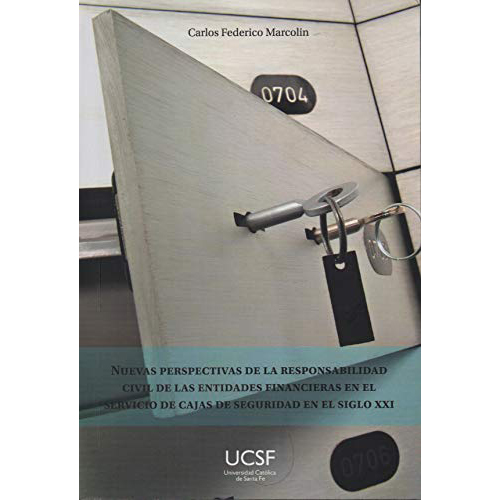 Carlos Federico Marcolin
0704
NUEVAS PERSPECTIVAS DE LA RESPONSABILIDAD
CIVIL DE LAS ENTIDADES FINANCIERAS EN EL
SERVICIO DE CAJAS DE SEGURIDAD EN EL SIGLO XXI
0706
UCSF
Universidad Católica
de Santa Fe